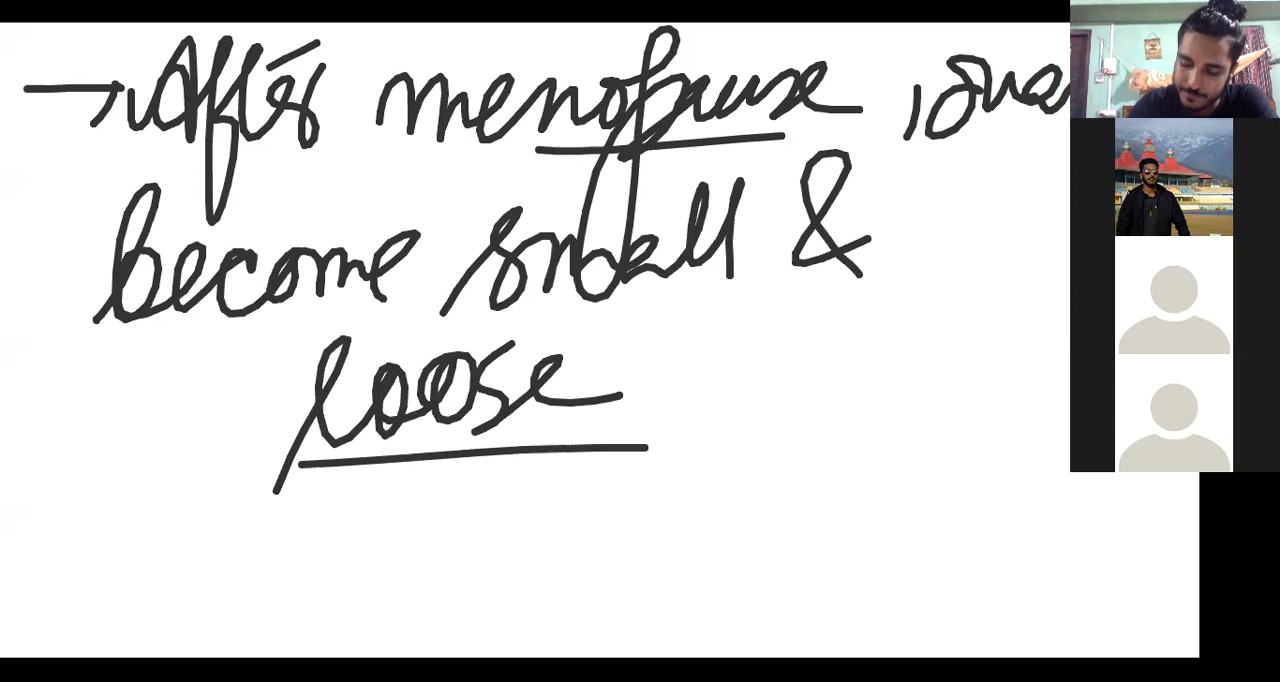 → After menopause,
become small &
loose